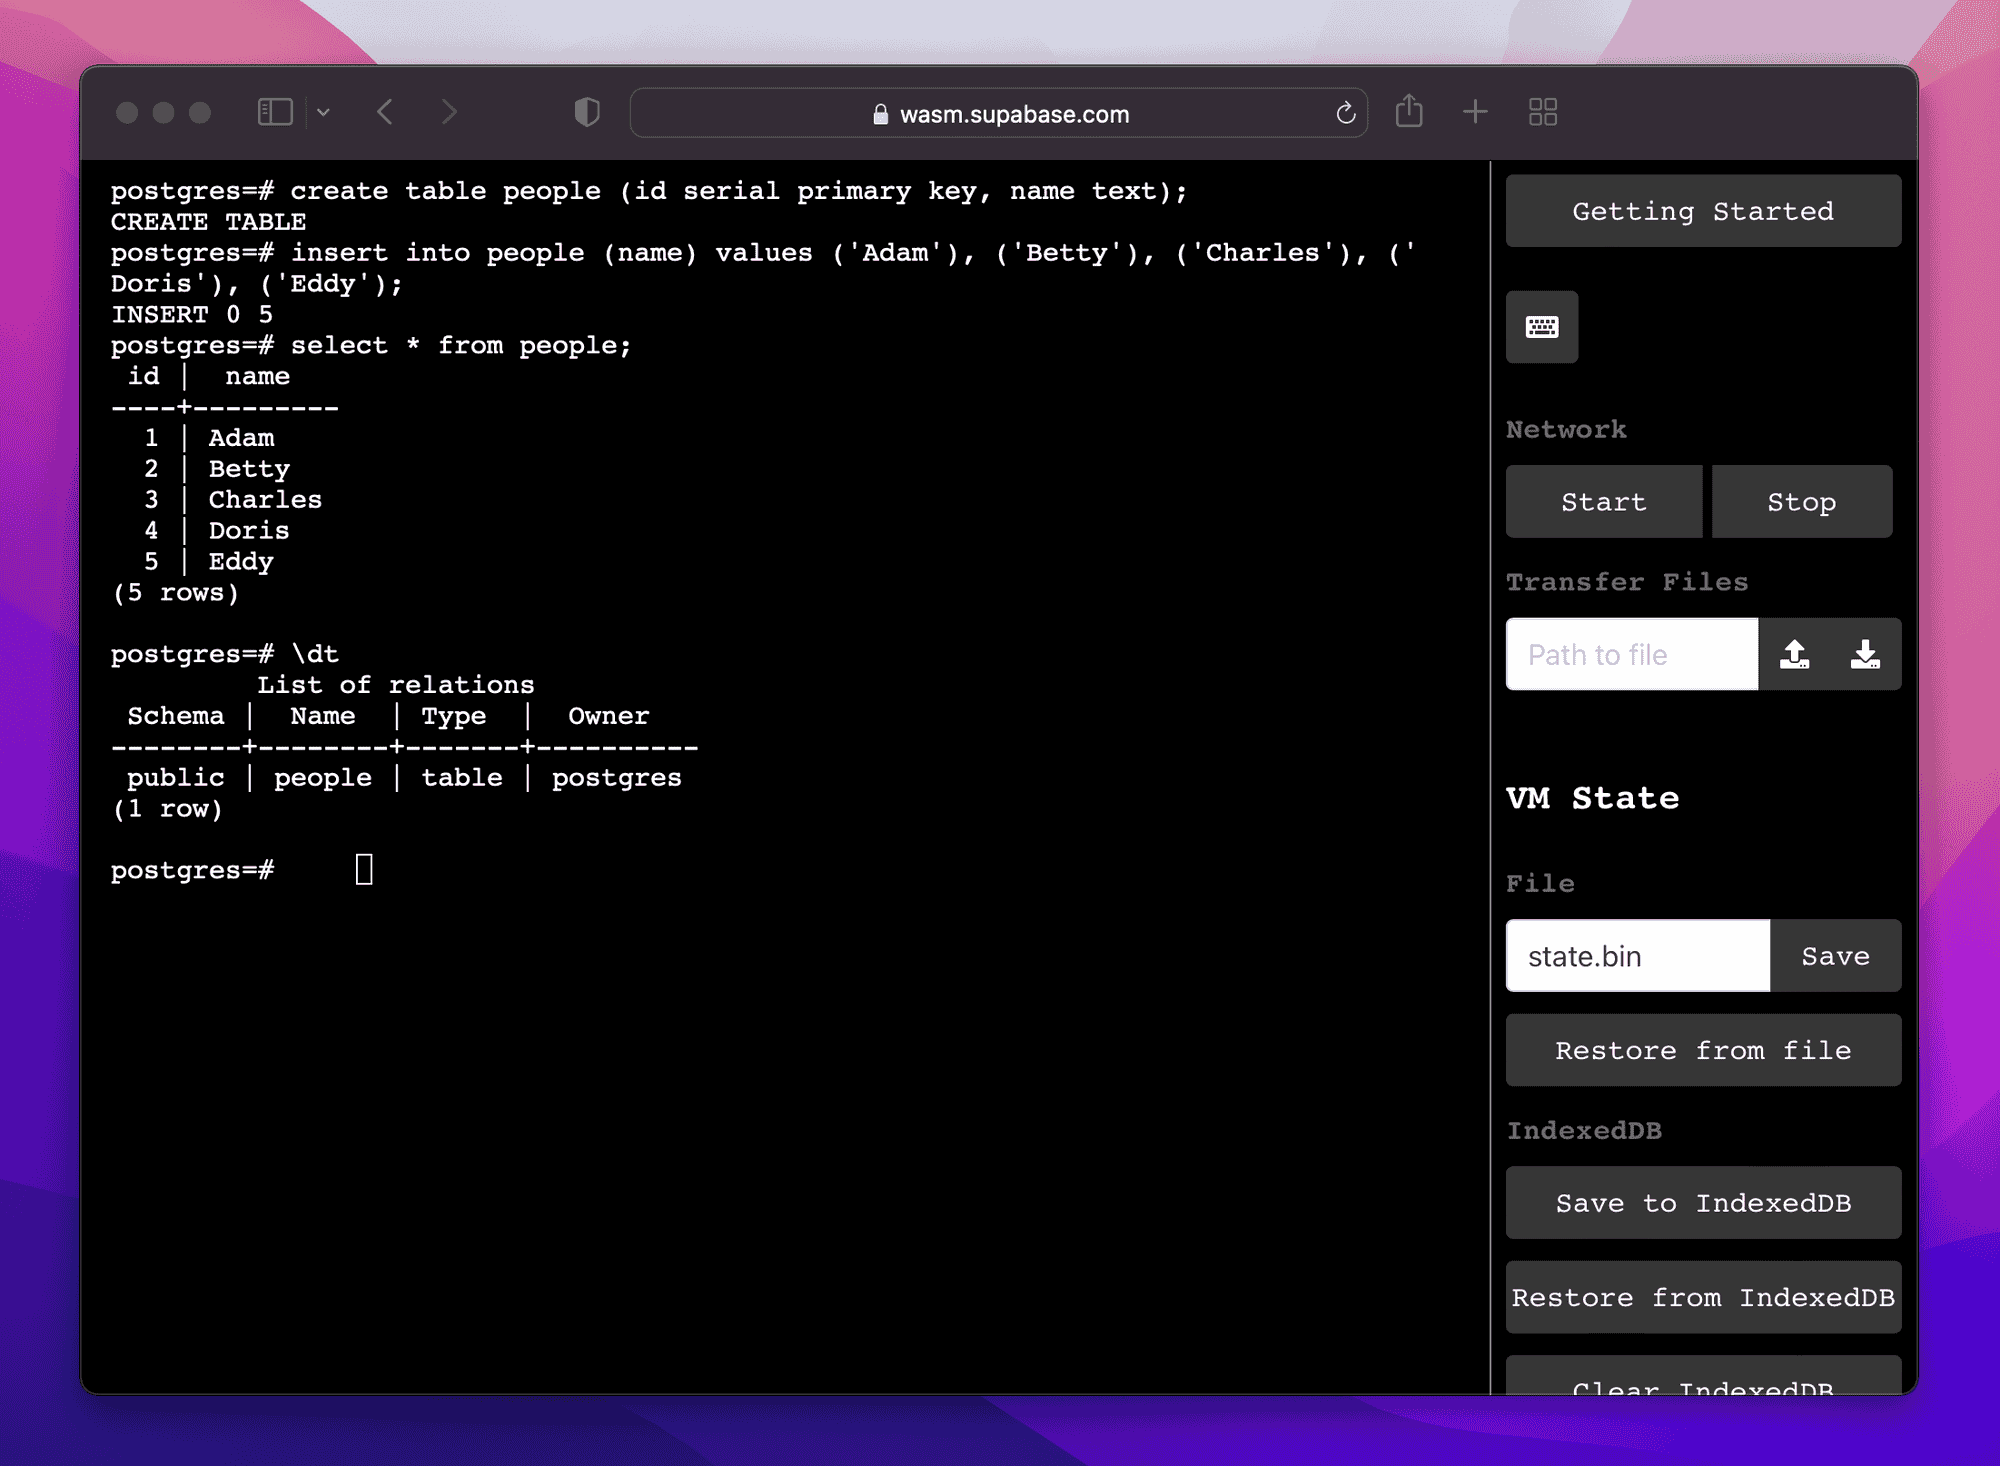 wasm.supabase.com
postgres=# create table people (id serial primary key, name text);
CREATE TABLE
postgres=# insert into people (name) values ('Adam'), ('Betty'), ('Charles'), ('
Doris'), ('Eddy');
INSERT 0 5
postgres=# select * from people;
 id |  name
----+---------
  1 | Adam
  2 | Betty
  3 | Charles
  4 | Doris
  5 | Eddy
(5 rows)
postgres=# \dt
         List of relations
 Schema |  Name  | Type  |  Owner
--------+--------+-------+----------
 public | people | table | postgres
(1 row)
postgres=#
Getting Started
Network
Start Stop
Transfer Files
Path to file
VM State
File
state.bin Save
Restore from file
IndexedDB
Save to IndexedDB
Restore from IndexedDB
Clear IndexedDB